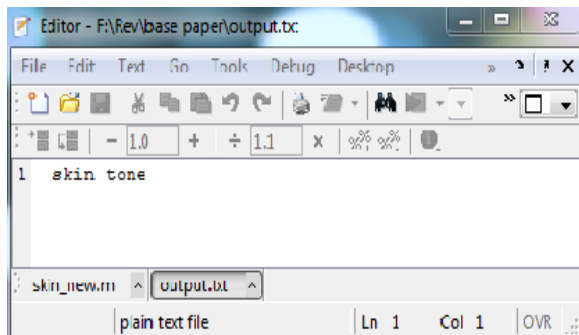 Editor - F:\Rev\base paper\output.txt
File Edit Text Go Tools Debug Desktop »
»
- 1.0 + ÷ 1.1 x
1 skin tone
skin_new.m output.txt
plain text file Ln 1 Col 1 OVR